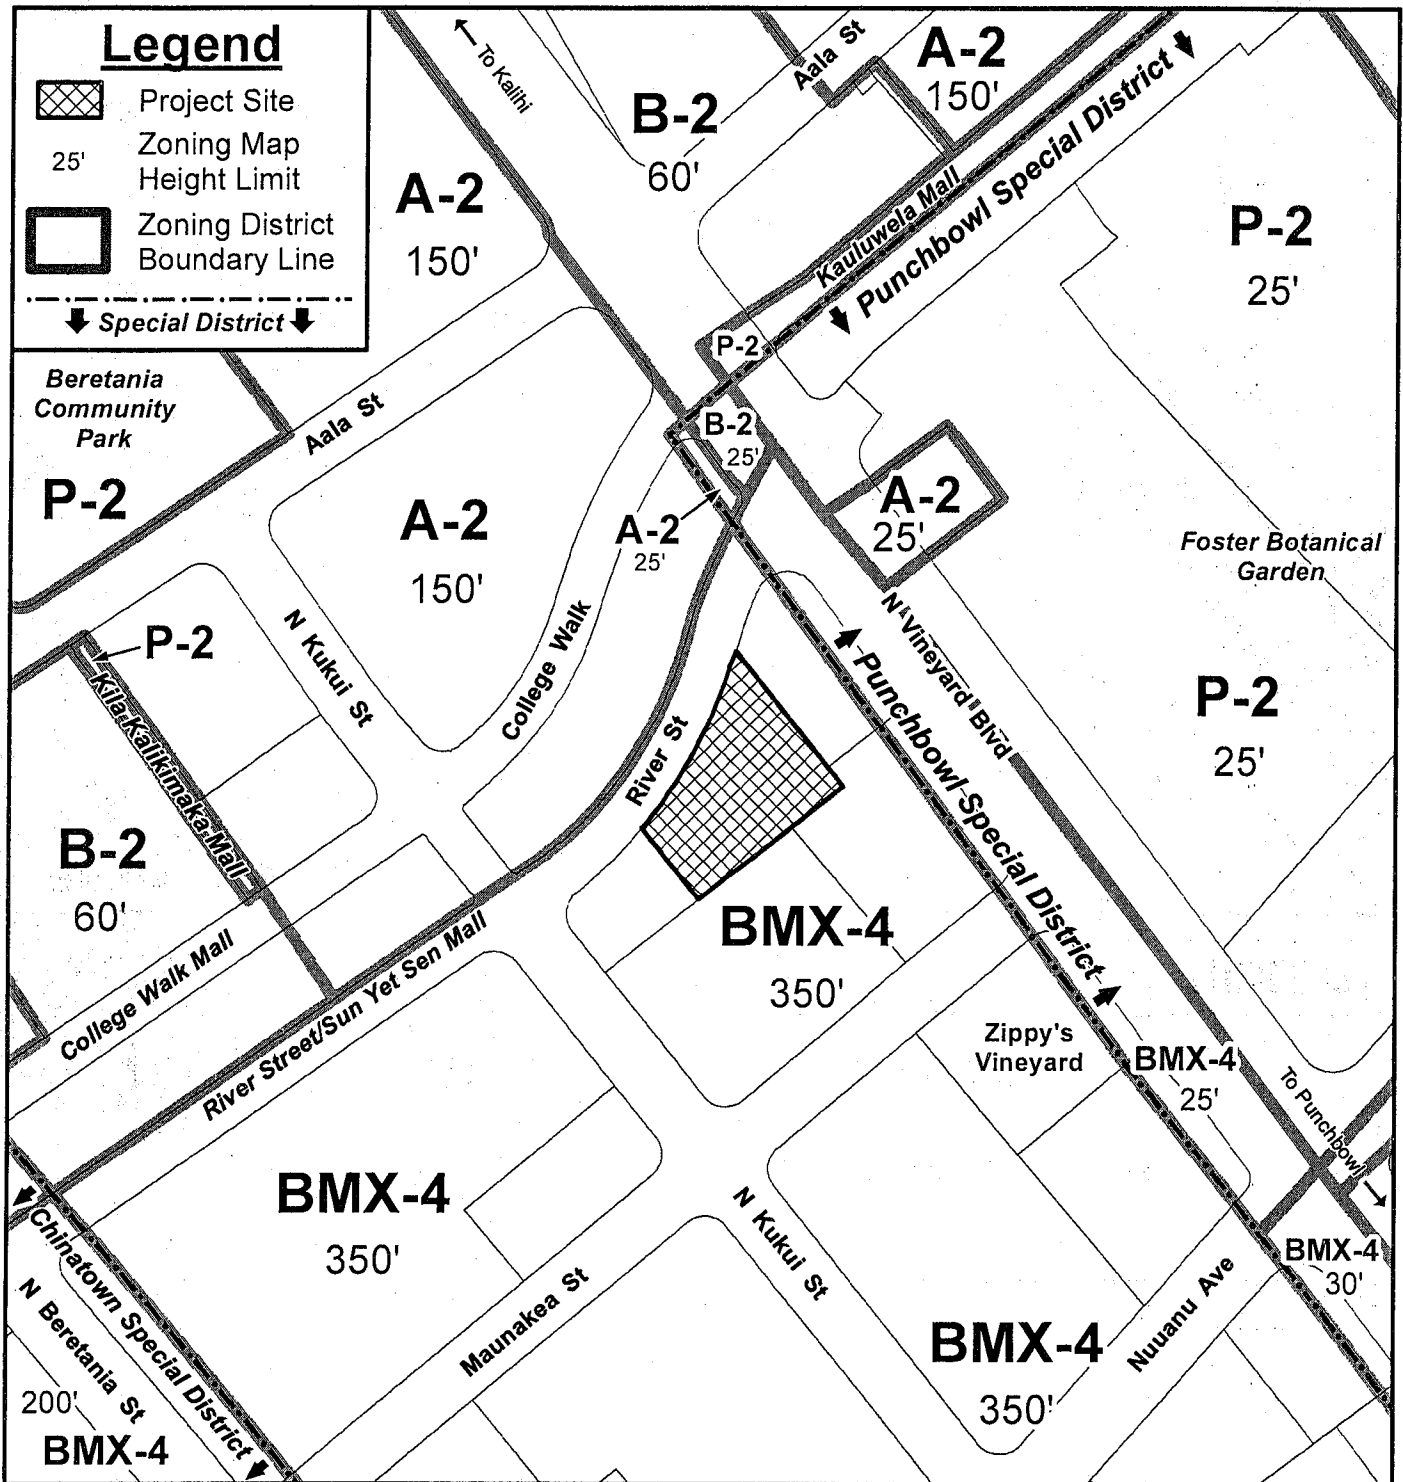 Legend
Project Site
25'
Zoning Map
Height Limit
Zoning District
Boundary Line
Special District
To Kalihi
Aala St
A-2
150'
B-2
60'
A-2
150'
Punchbowl Special District
Kauluwela Mall
P-2
25'
P-2
Beretania
Community
Park
P-2
Aala St
B-2
25'
A-2
150'
A-2
25'
A-2
25'
Foster Botanical
Garden
N Vineyard Blvd
P-2
Kila Kalikimaka Mall
N Kukui St
College Walk
River St
Punchbowl Special District
P-2
25'
B-2
60'
BMX-4
350'
College Walk Mall
River Street/Sun Yet Sen Mall
Zippy's
Vineyard
BMX-4
25'
To Punchbowl
BMX-4
350'
N Kukui St
Chinatown Special District
N Beretania St
Maunakea St
Nuuanu Ave
BMX-4
30'
BMX-4
350'
200'
BMX-4